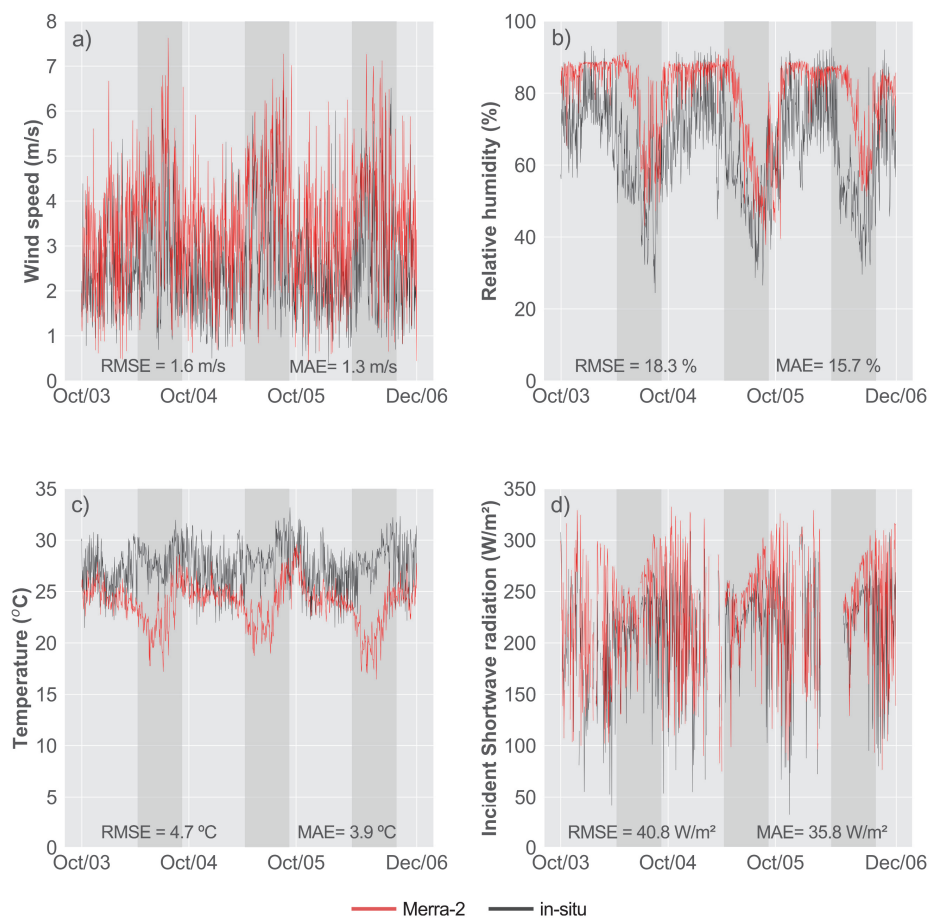 a)
Wind speed (m/s)
8
7
6
5
4
3
2
1
0
RMSE = 1.6 m/s
MAE= 1.3 m/s
Oct/03
Oct/04
Oct/05
Dec/06
b)
Relative humidity (%)
100
80
60
40
20
0
RMSE = 18.3 %
MAE= 15.7 %
Oct/03
Oct/04
Oct/05
Dec/06
c)
Temperature (ºC)
35
30
25
20
15
10
5
0
RMSE = 4.7 ºC
MAE= 3.9 ºC
Oct/03
Oct/04
Oct/05
Dec/06
d)
Incident Shortwave radiation (W/m²)
350
300
250
200
150
100
50
0
RMSE = 40.8 W/m²
MAE= 35.8 W/m²
Oct/03
Oct/04
Oct/05
Dec/06
Merra-2
in-situ